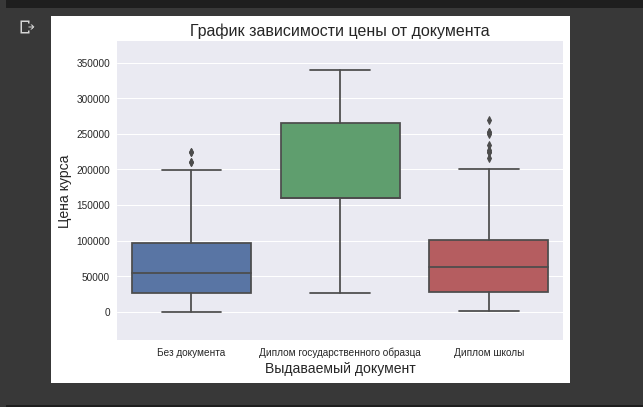 График зависимости цены от документа
350000
300000
250000
200000
150000
100000
50000
0
Цена курса
Без документа
Диплом государственного образца
Диплом школы
Выдаваемый документ